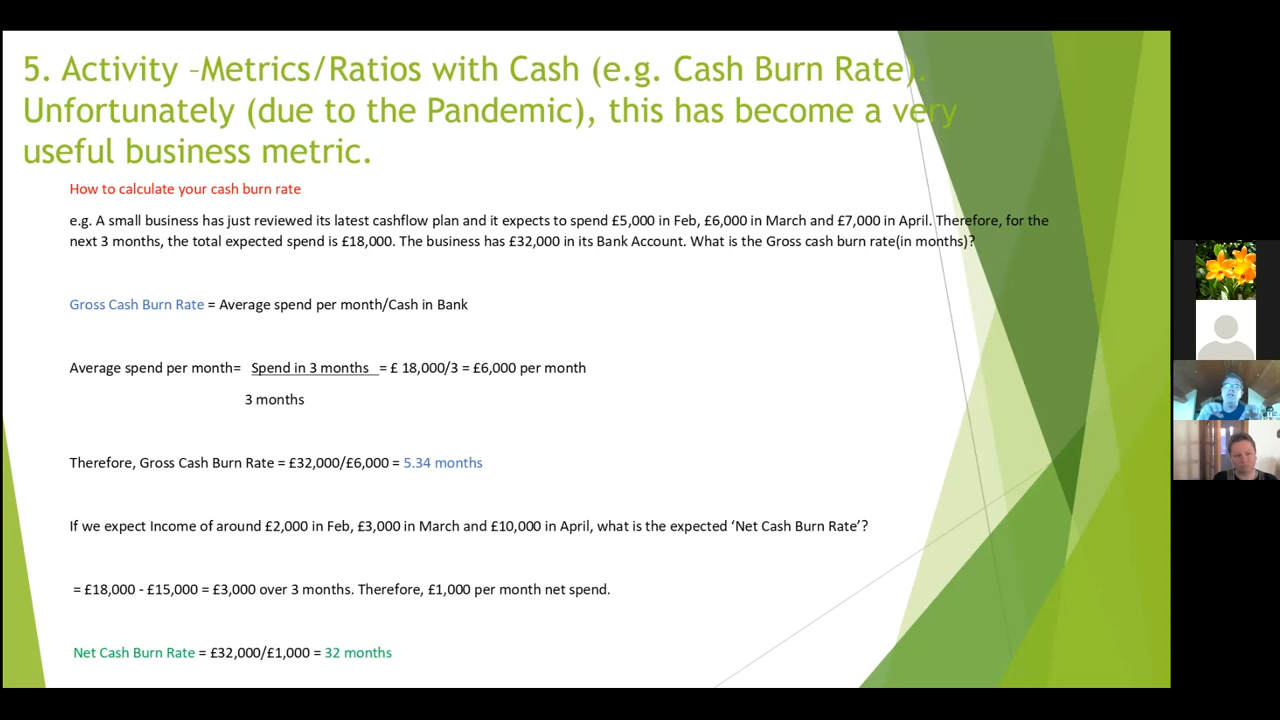 5. Activity –Metrics/Ratios with Cash (e.g. Cash Burn Rate).
Unfortunately (due to the Pandemic), this has become a very
useful business metric.
How to calculate your cash burn rate
e.g. A small business has just reviewed its latest cashflow plan and it expects to spend £5,000 in Feb, £6,000 in March and £7,000 in April. Therefore, for the
next 3 months, the total expected spend is £18,000. The business has £32,000 in its Bank Account. What is the Gross cash burn rate(in months)?
Gross Cash Burn Rate = Average spend per month/Cash in Bank
Average spend per month= Spend in 3 months = £ 18,000/3 = £6,000 per month
3 months
Therefore, Gross Cash Burn Rate = £32,000/£6,000 = 5.34 months
If we expect Income of around £2,000 in Feb, £3,000 in March and £10,000 in April, what is the expected ‘Net Cash Burn Rate’?
= £18,000 - £15,000 = £3,000 over 3 months. Therefore, £1,000 per month net spend.
Net Cash Burn Rate = £32,000/£1,000 = 32 months